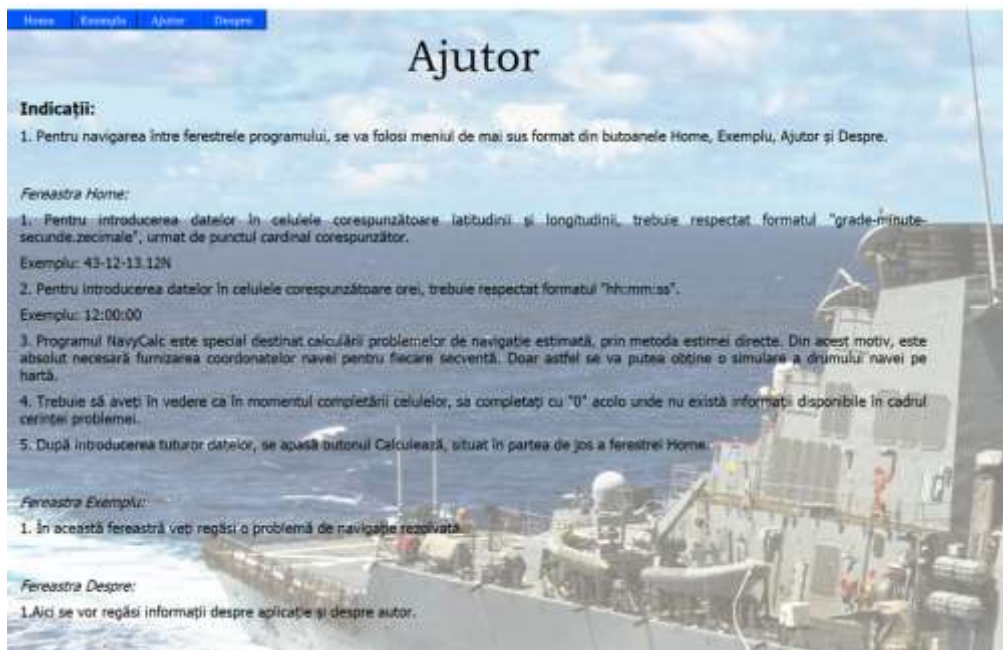 Home Exemplu Ajutor Despre
Ajutor
Indicații:
1. Pentru navigarea între ferestrele programului, se va folosi meniul de mai sus format din butoanele Home, Exemplu, Ajutor și Despre.
Fereastra Home:
1. Pentru introducerea datelor în celulele corespunzătoare latitudinii și longitudinii, trebuie respectat formatul "grade-minute-
secunde.zecimale", urmat de punctul cardinal corespunzător.
Exemplu: 43-12-13.12N
2. Pentru introducerea datelor în celulele corespunzătoare orei, trebuie respectat formatul "hh:mm:ss".
Exemplu: 12:00:00
3. Programul NavyCalc este special destinat calculării problemelor de navigație estimată, prin metoda estimei directe. Din acest motiv, este
absolut necesară furnizarea coordonatelor navei pentru fiecare secvență. Doar astfel se va putea obține o simulare a drumului navei pe
hartă.
4. Trebuie să aveți în vedere ca în momentul completării celulelor, sa completați cu "0" acolo unde nu există informații disponibile în cadrul
cerinței problemei.
5. După introducerea tuturor datelor, se apasă butonul Calculează, situat în partea de jos a ferestrei Home.
Fereastra Exemplu:
1. În această fereastră veți regăsi o problemă de navigație rezolvată.
Fereastra Despre:
1.Aici se vor regăsi informații despre aplicație și despre autor.